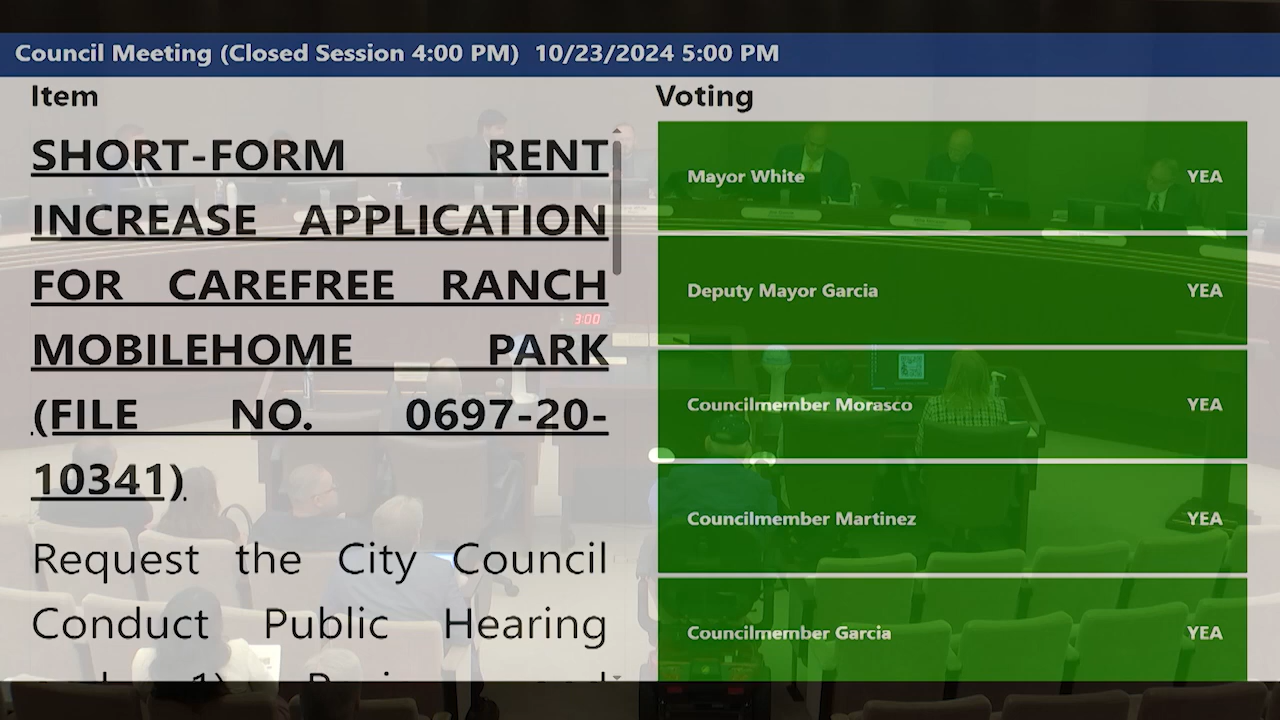 Council Meeting (Closed Session 4:00 PM)  10/23/2024 5:00 PM
Item
SHORT-FORM RENT
INCREASE APPLICATION
FOR CAREFREE RANCH
MOBILEHOME PARK
(FILE NO. 0697-20-
10341)
Request the City Council
Conduct Public Hearing
3:00
Voting
Mayor White YEA
Deputy Mayor Garcia YEA
Councilmember Morasco YEA
Councilmember Martinez YEA
Councilmember Garcia YEA